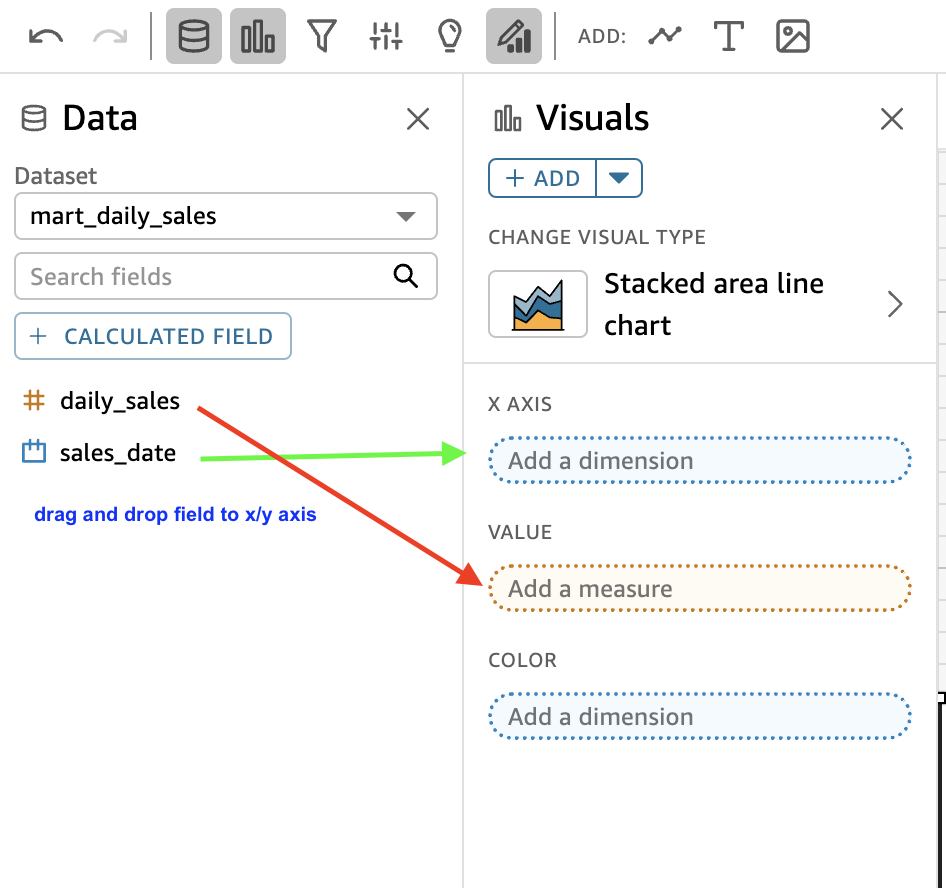 ADD:
Data
Dataset
mart_daily_sales
Search fields
+ CALCULATED FIELD
daily_sales
sales_date
drag and drop field to x/y axis
Visuals
+ ADD
CHANGE VISUAL TYPE
Stacked area line
chart
X AXIS
Add a dimension
VALUE
Add a measure
COLOR
Add a dimension